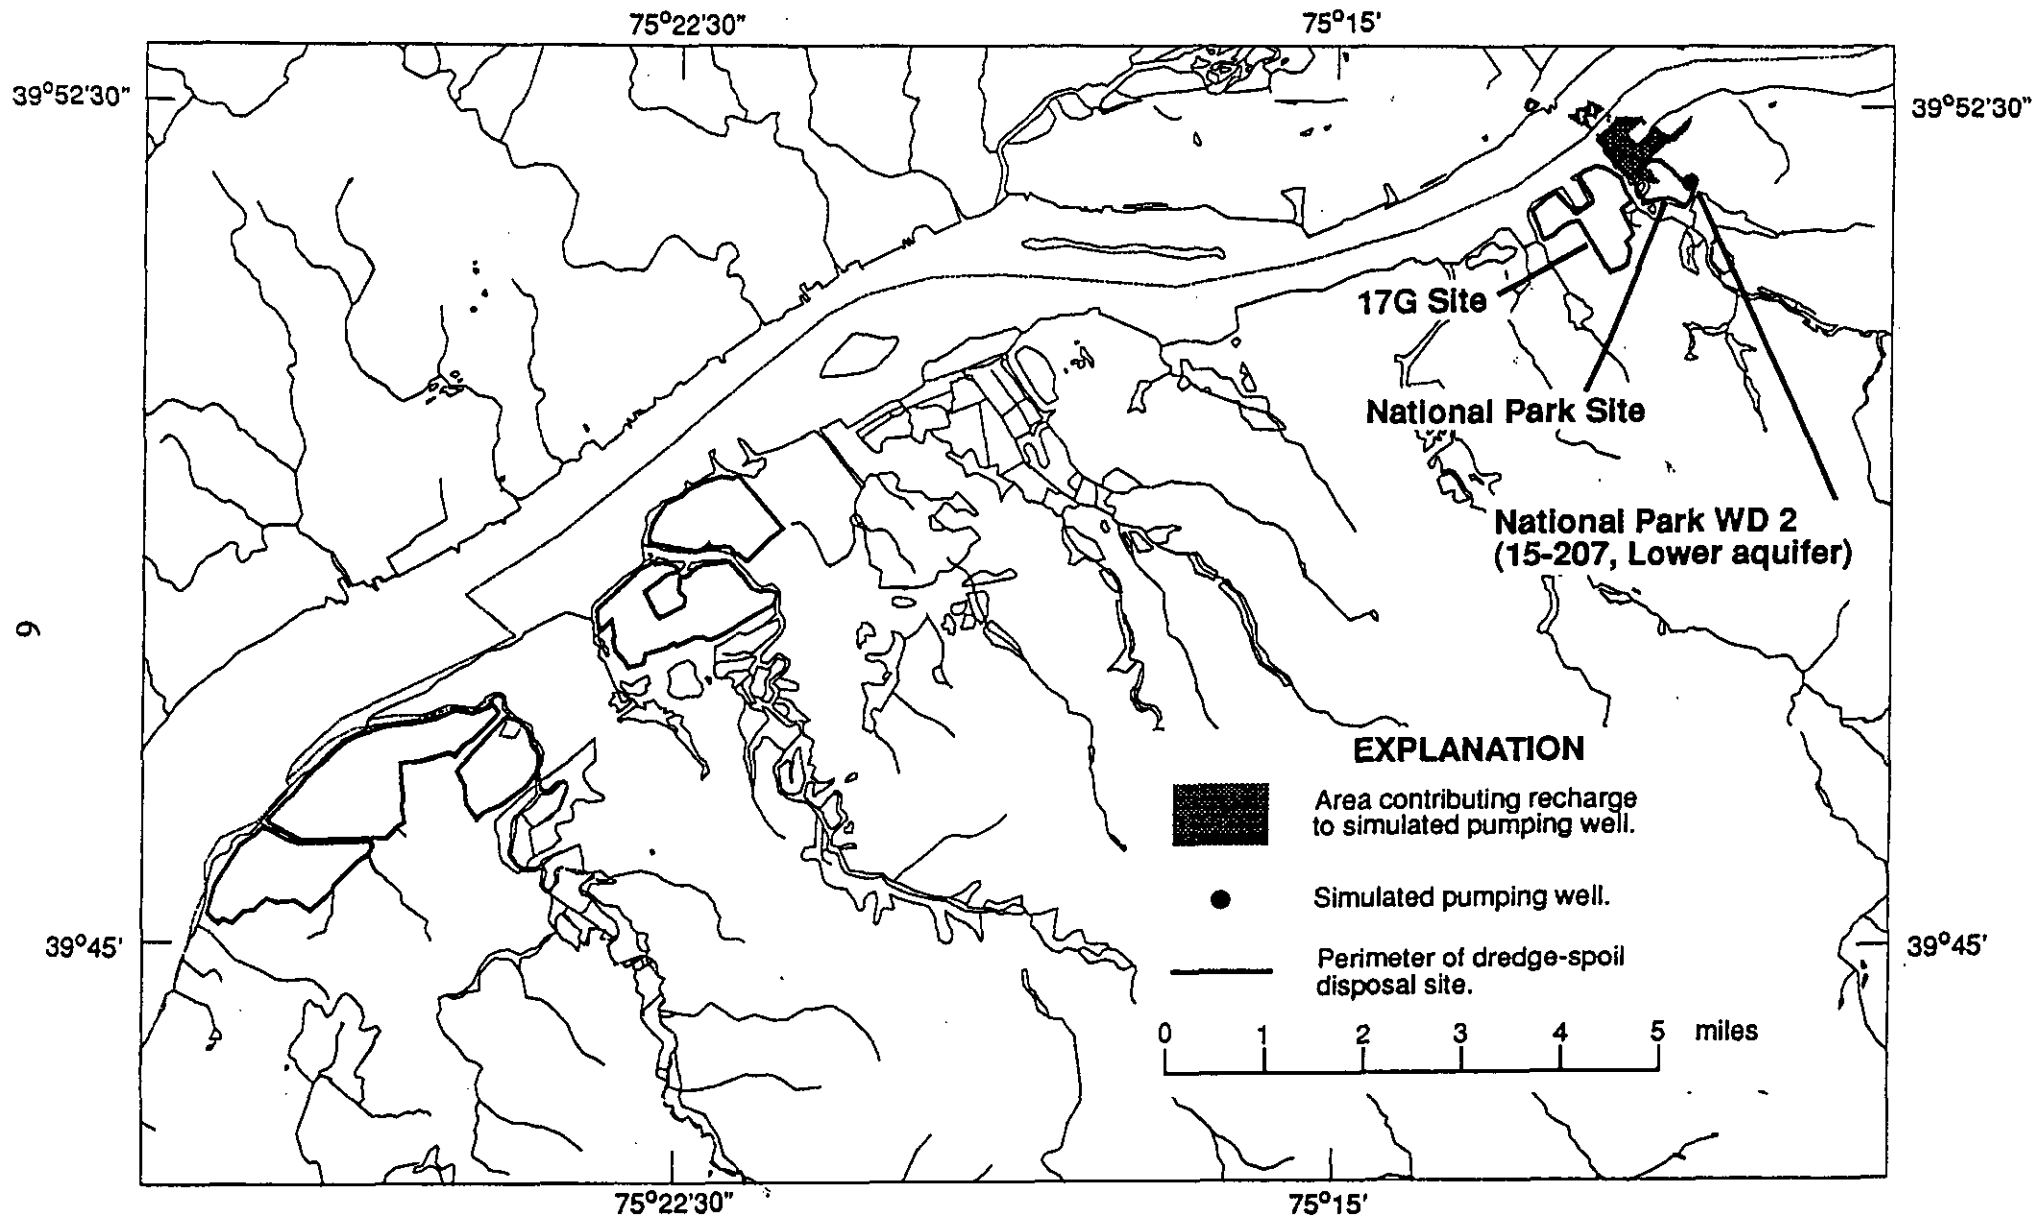 75°22'30"
75°15'
39°52'30"
39°52'30"
17G Site
National Park Site
National Park WD 2
(15-207, Lower aquifer)
6
EXPLANATION
Area contributing recharge
to simulated pumping well.
Simulated pumping well.
Perimeter of dredge-spoil
disposal site.
39°45'
39°45'
0 1 2 3 4 5 miles
75°22'30"
75°15'